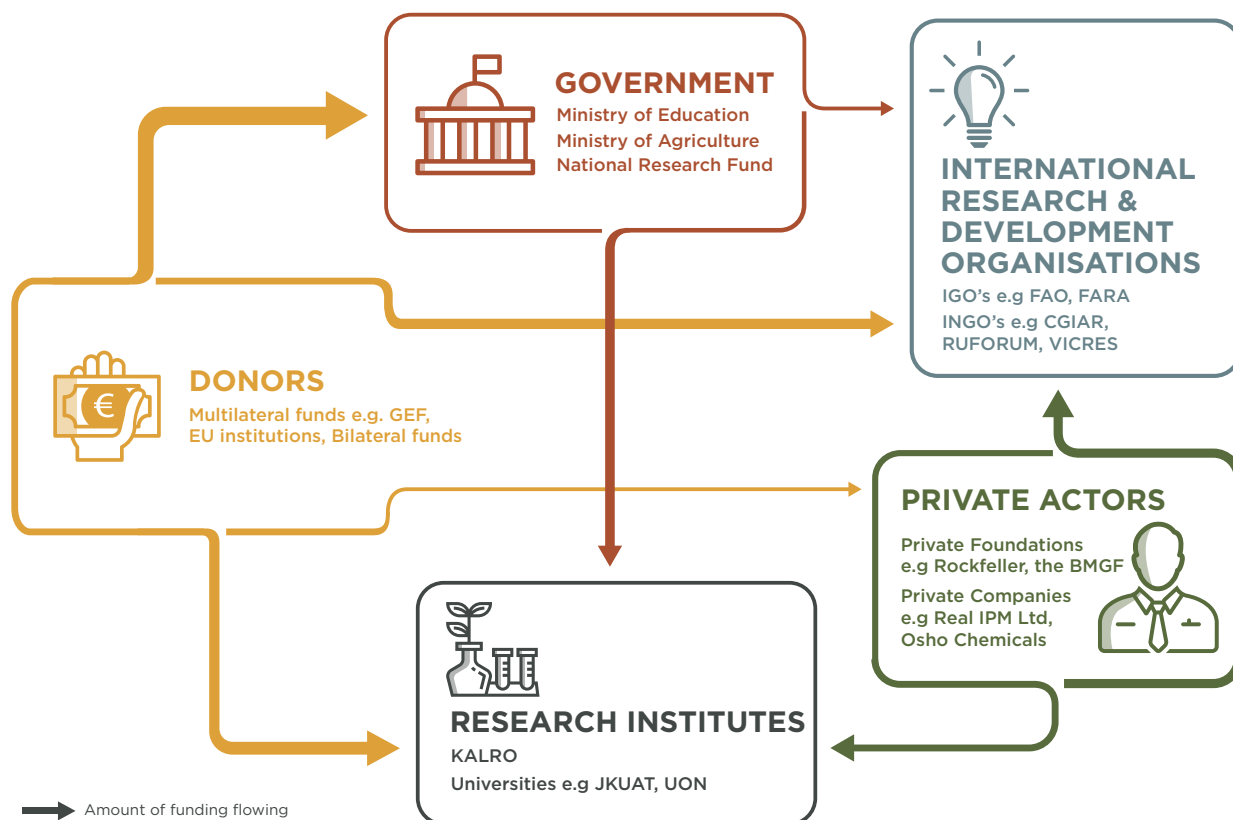 GOVERNMENT
Ministry of Education
Ministry of Agriculture
National Research Fund
INTERNATIONAL
RESEARCH &
DEVELOPMENT
ORGANISATIONS
IGO's e.g FAO, FARA
INGO's e.g CGIAR,
RUFORUM, VICRES
€
DONORS
Multilateral funds e.g. GEF,
EU institutions, Bilateral funds
PRIVATE ACTORS
Private Foundations
e.g Rockfeller, the BMGF
Private Companies
e.g Real IPM Ltd,
Osho Chemicals
RESEARCH INSTITUTES
KALRO
Universities e.g JKUAT, UON
Amount of funding flowing